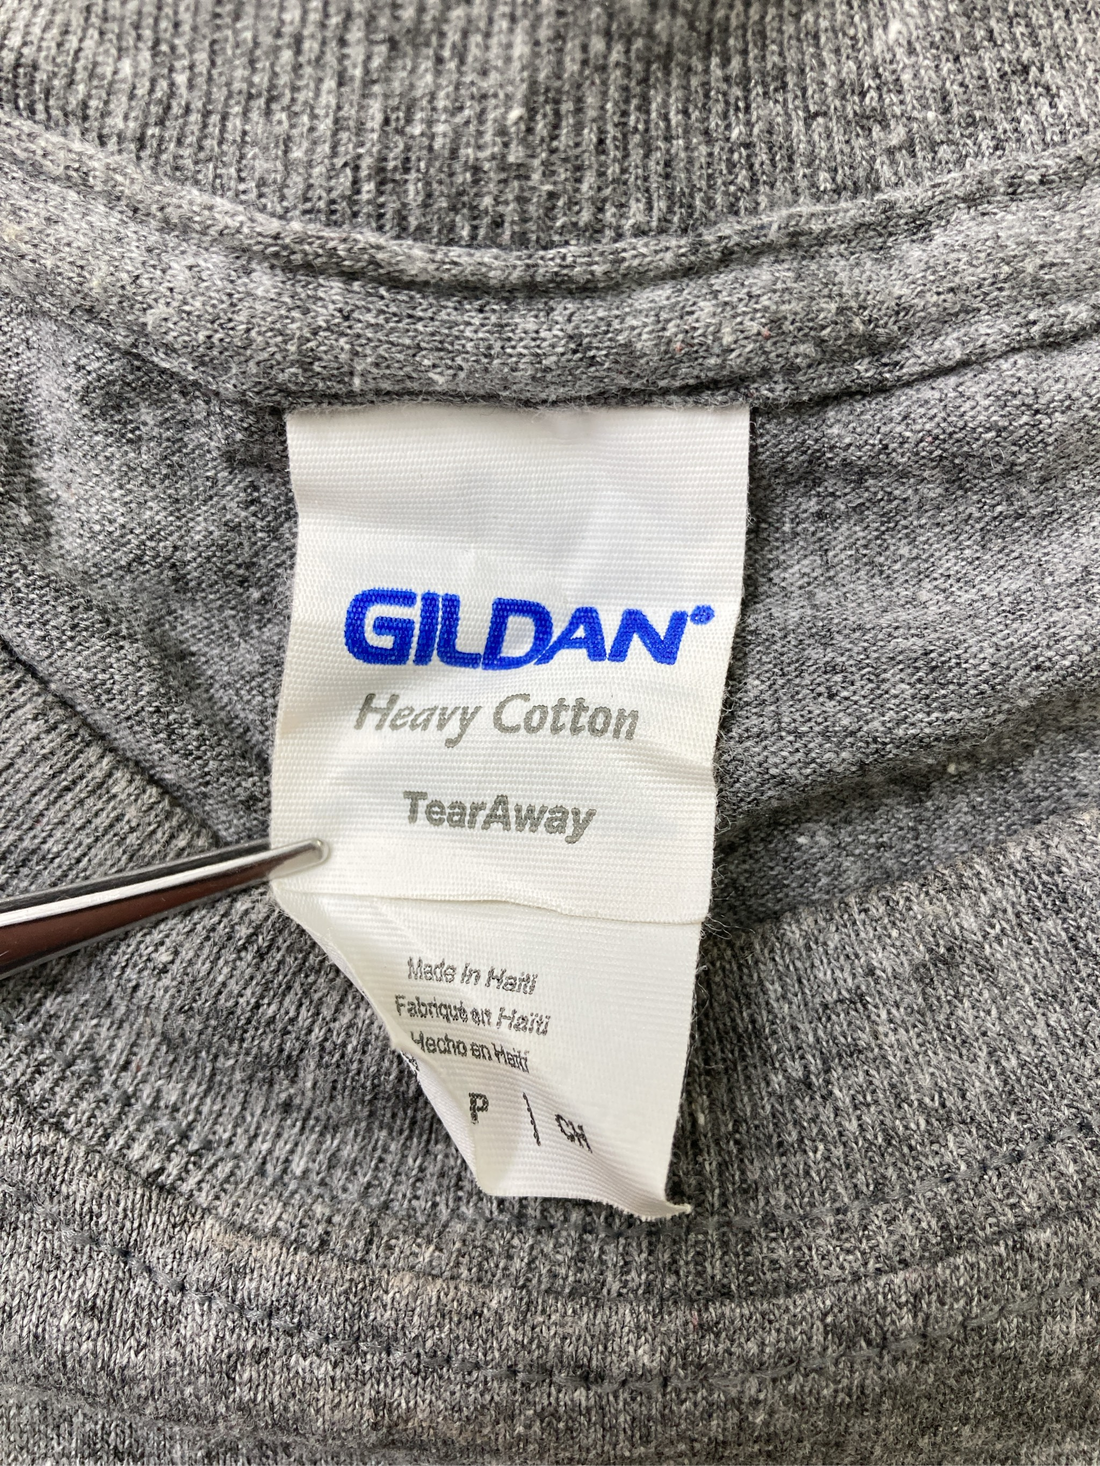 GILDAN®
Heavy Cotton
TearAway
Made in Haiti
Fabriqué en Haïti
Hecho en Haití
P | CH